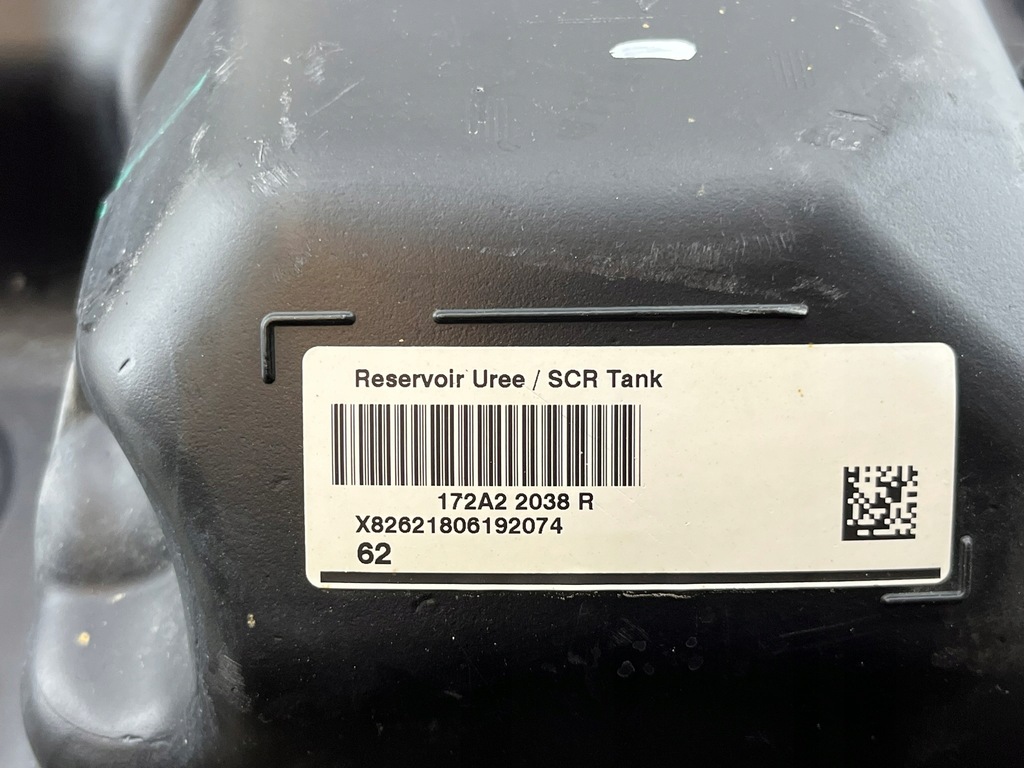 Reservoir Uree / SCR Tank
172A2 2038 R
X82621806192074
62